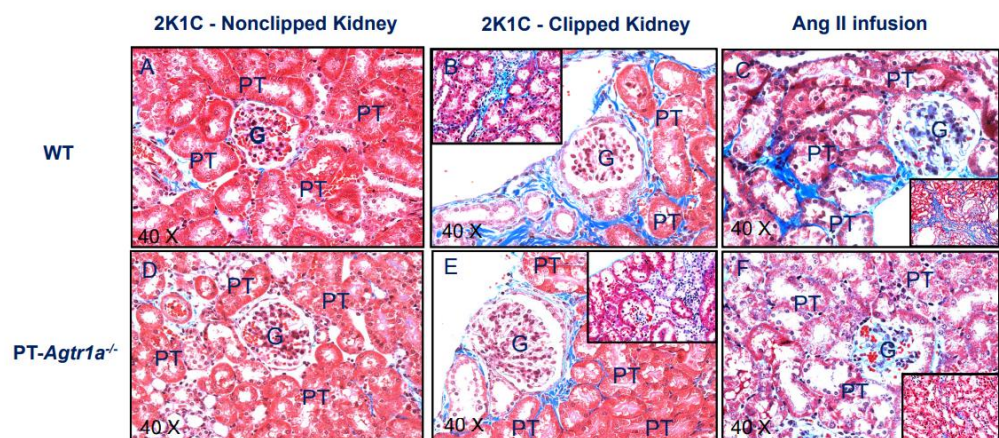 2K1C - Nonclipped Kidney
2K1C - Clipped Kidney
Ang II infusion
WT
A
PT
PT
G
PT
PT
40 X
B
PT
G
PT
PT
40 X
C
PT
G
PT
PT
40 X
PT-Agtr1a-/-
D
PT
PT
G
PT
PT
40 X
E
PT
G
PT
PT
40 X
F
PT
PT
G
PT
40 X